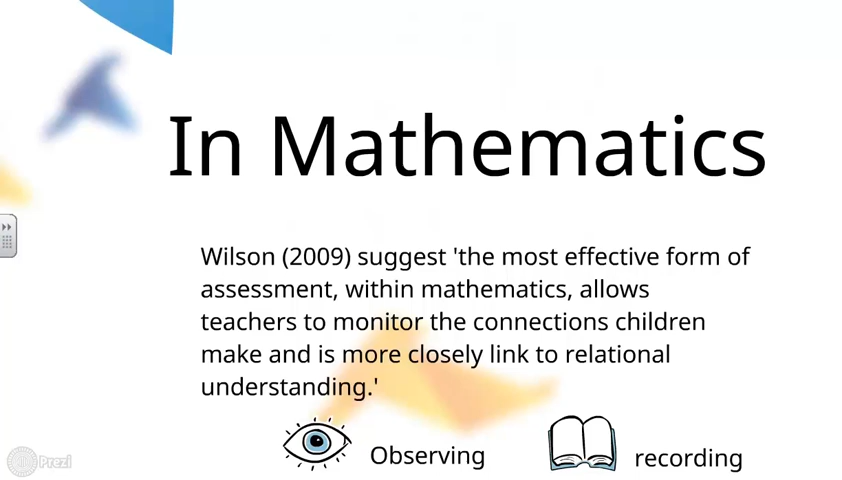 In Mathematics
Wilson (2009) suggest 'the most effective form of
assessment, within mathematics, allows
teachers to monitor the connections children
make and is more closely link to relational
understanding.'
Observing
recording
Prezi